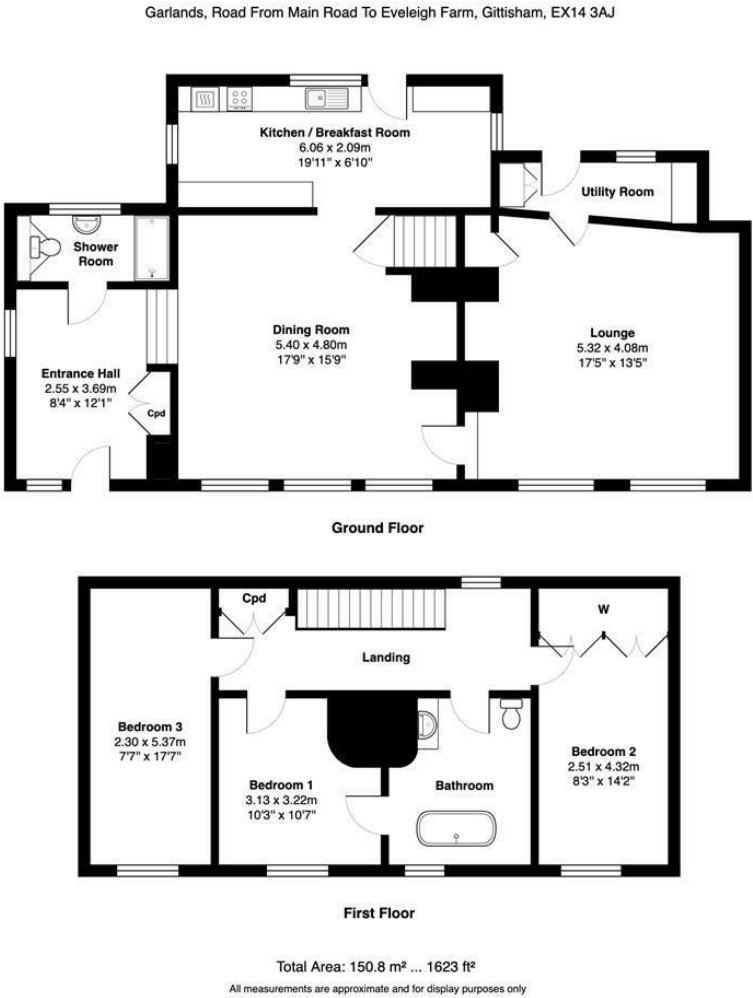 Garlands, Road From Main Road To Eveleigh Farm, Gittisham, EX14 3AJ
Kitchen / Breakfast Room
6.06 x 2.09m
19'11" x 6'10"
Utility Room
Shower
Room
Dining Room
5.40 x 4.80m
17'9" x 15'9"
Lounge
5.32 x 4.08m
17'5" x 13'5"
Entrance Hall
2.55 x 3.69m
8'4" x 12'1"
Cpd
Ground Floor
Cpd
W
Landing
Bedroom 3
2.30 x 5.37m
7'7" x 17'7"
Bedroom 2
2.51 x 4.32m
8'3" x 14'2"
Bedroom 1
3.13 x 3.22m
10'3" x 10'7"
Bathroom
First Floor
Total Area: 150.8 m² ... 1623 ft²
All measurements are approximate and for display purposes only